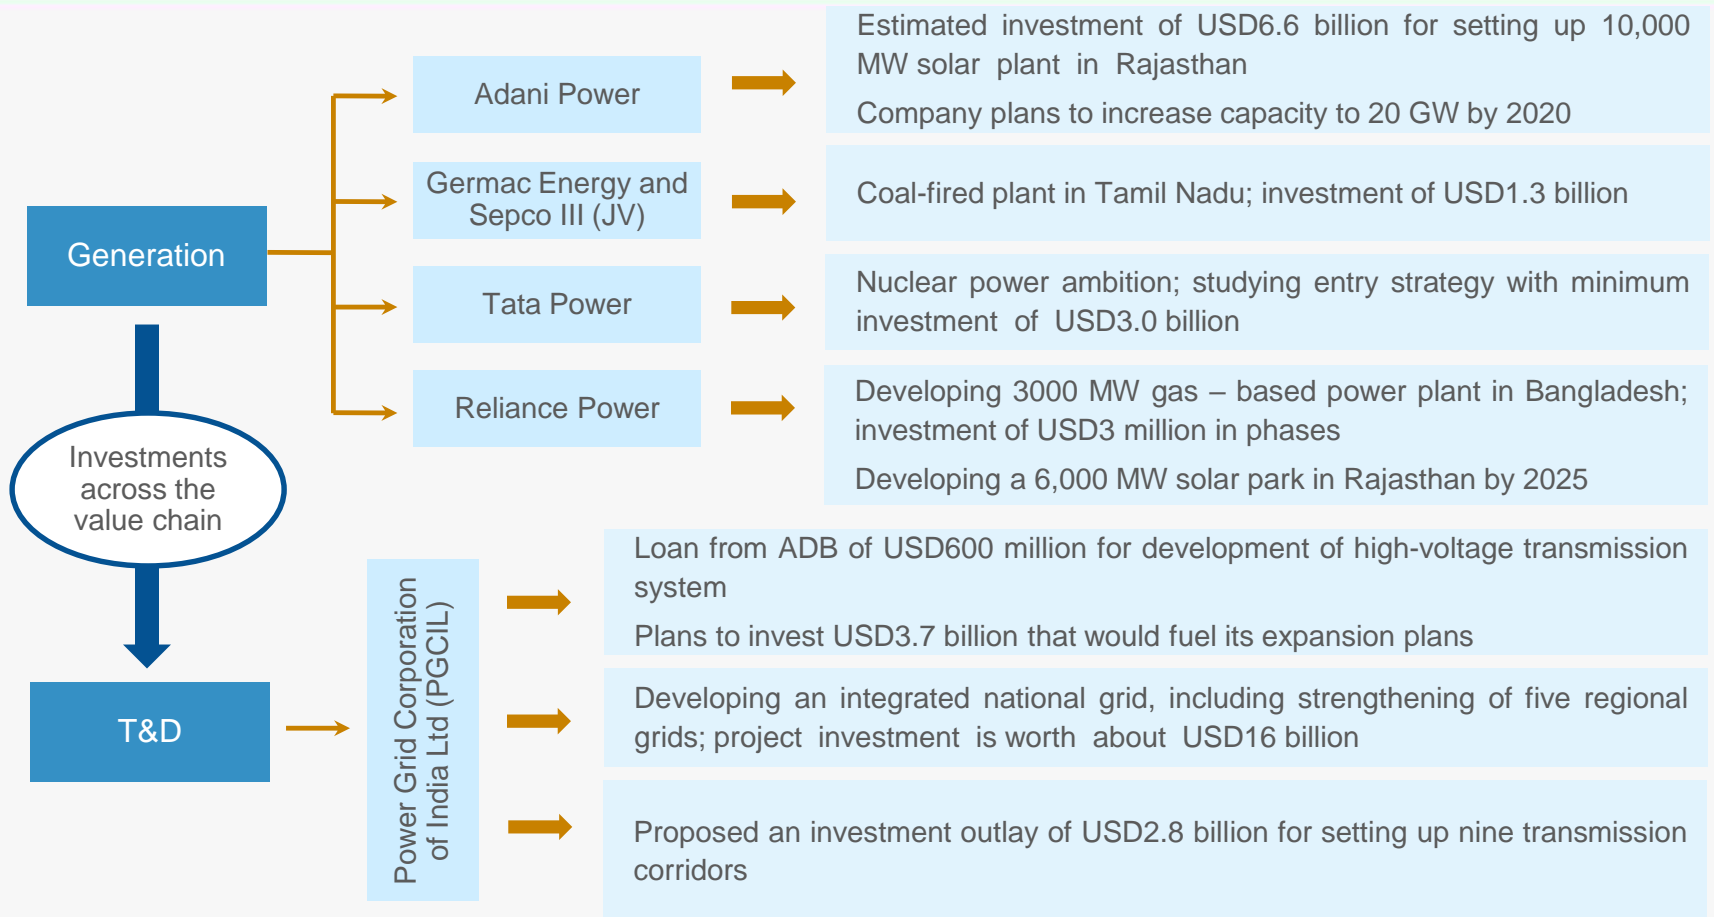 Generation
Adani Power
Estimated investment of USD6.6 billion for setting up 10,000
MW solar plant in Rajasthan
Company plans to increase capacity to 20 GW by 2020
Germac Energy and
Sepco III (JV)
Coal-fired plant in Tamil Nadu; investment of USD1.3 billion
Tata Power
Nuclear power ambition; studying entry strategy with minimum
investment of USD3.0 billion
Reliance Power
Developing 3000 MW gas – based power plant in Bangladesh;
investment of USD3 million in phases
Developing a 6,000 MW solar park in Rajasthan by 2025
Investments
across the
value chain
T&D
Power Grid Corporation
of India Ltd (PGCIL)
Loan from ADB of USD600 million for development of high-voltage transmission
system
Plans to invest USD3.7 billion that would fuel its expansion plans
Developing an integrated national grid, including strengthening of five regional
grids; project investment is worth about USD16 billion
Proposed an investment outlay of USD2.8 billion for setting up nine transmission
corridors